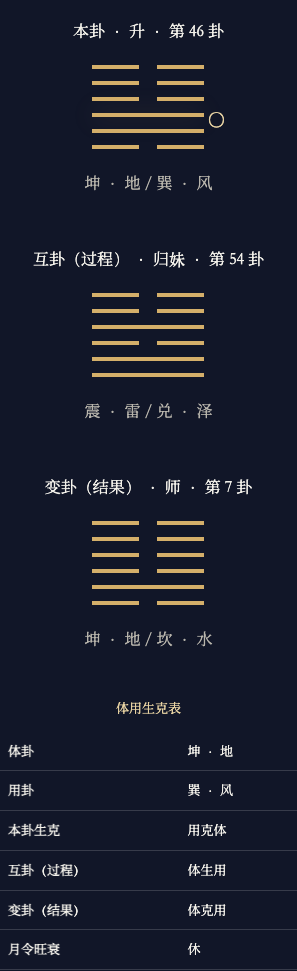 本卦 · 升 · 第 46 卦
坤 · 地 / 巽 · 风
互卦（过程） · 归妹 · 第 54 卦
震 · 雷 / 兑 · 泽
变卦（结果） · 师 · 第 7 卦
坤 · 地 / 坎 · 水
体用生克表
体卦 坤 · 地
用卦 巽 · 风
本卦生克 用克体
互卦（过程） 体生用
变卦（结果） 体克用
月令旺衰 休